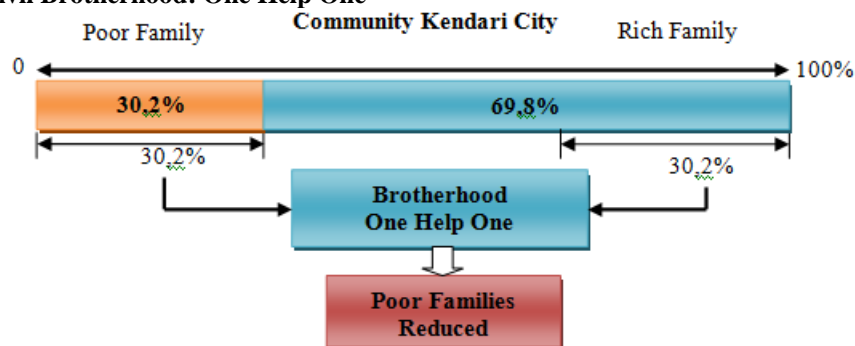 Brotherhood: One Help One
Community Kendari City
Poor Family
Rich Family
0
100%
30,2%
69,8%
30,2%
30,2%
Brotherhood
One Help One
Poor Families
Reduced